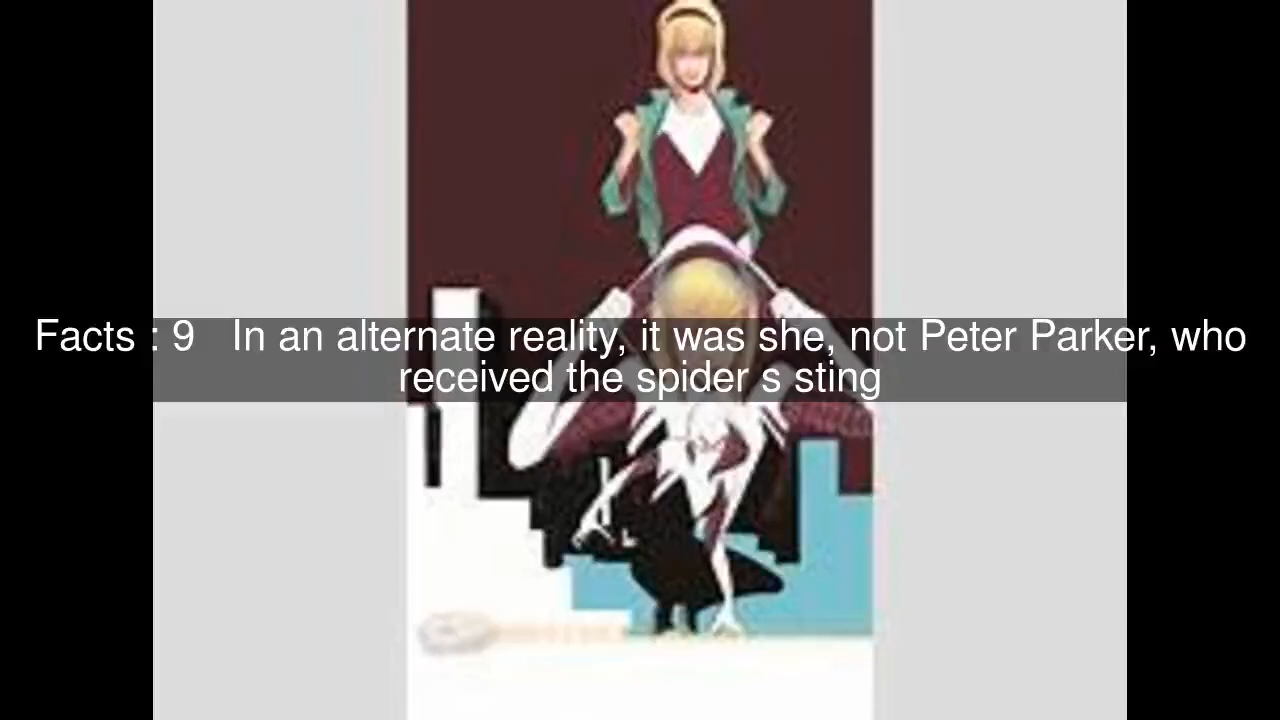 Facts : 9 In an alternate reality, it was she, not Peter Parker, who
received the spider s sting